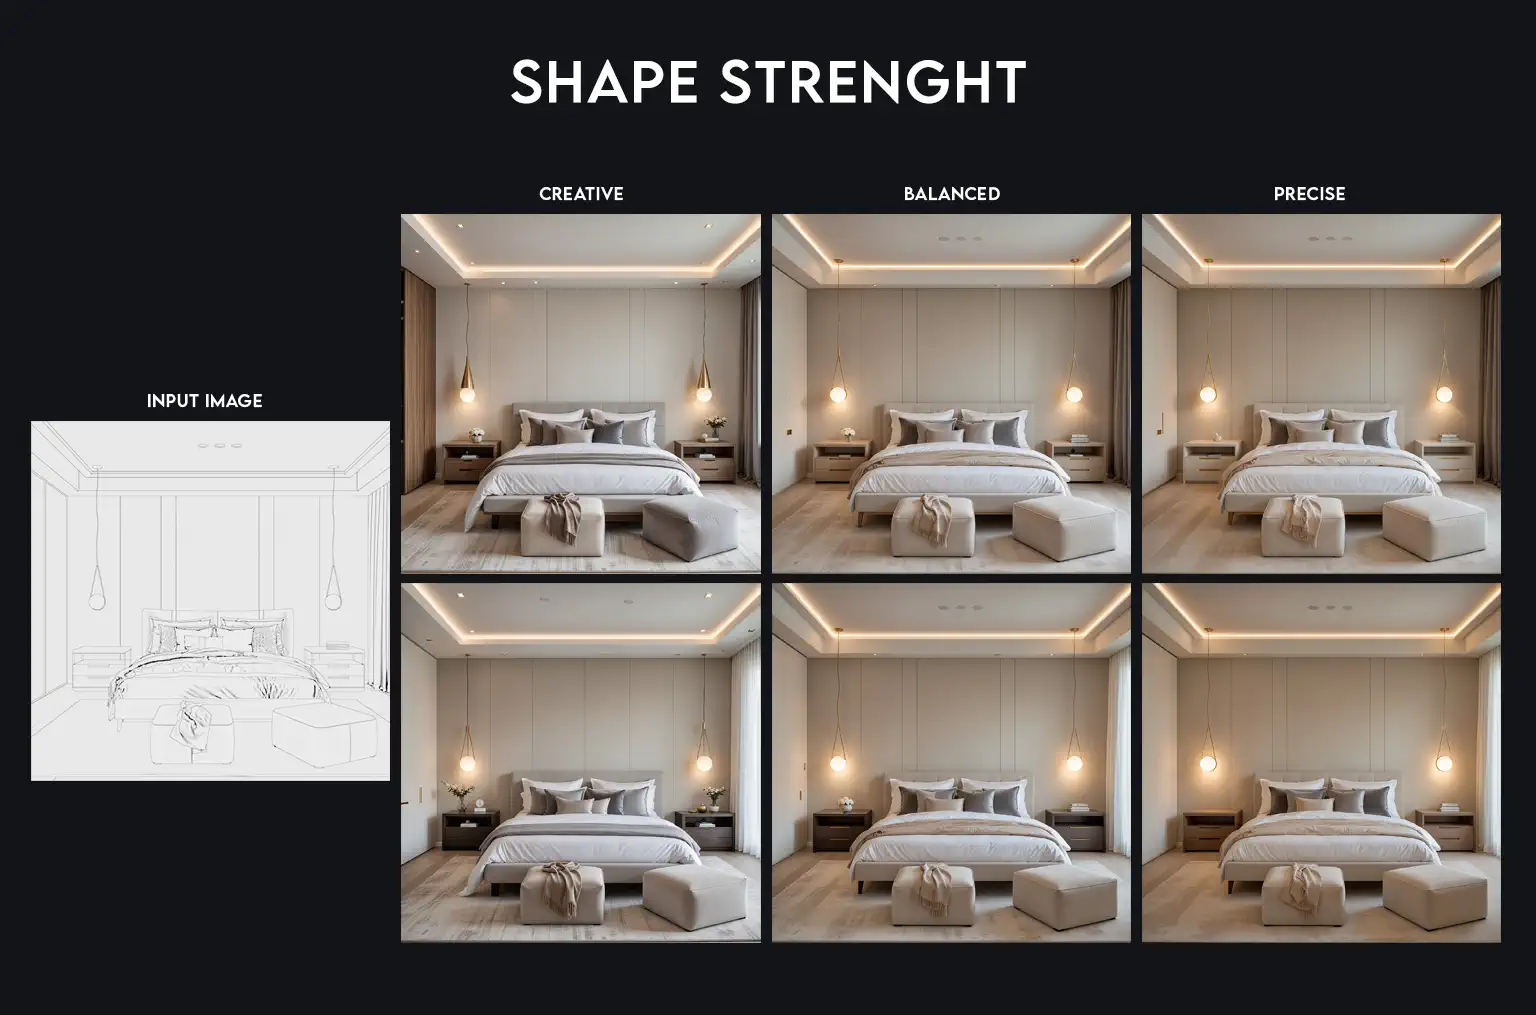 SHAPE STRENGHT
CREATIVE
BALANCED
PRECISE
INPUT IMAGE